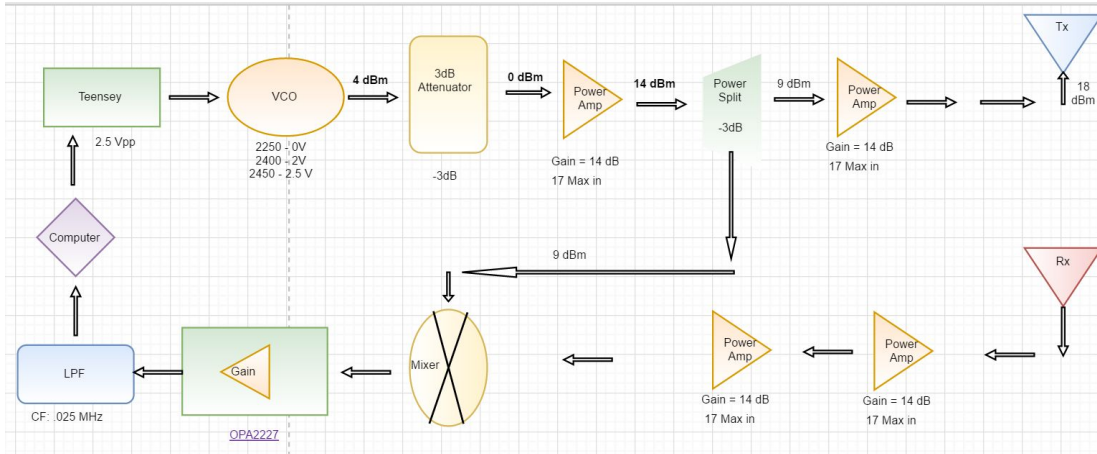 Teensey
2.5 Vpp
VCO
2250 - 0V
2400 - 2V
2450 - 2.5 V
4 dBm
3dB
Attenuator
-3dB
0 dBm
Power
Amp
Gain = 14 dB
17 Max in
14 dBm
Power
Split
-3dB
9 dBm
Power
Amp
Gain = 14 dB
17 Max in
Tx
18
dBm
Computer
9 dBm
Rx
LPF
CF: .025 MHz
Gain
OPA2227
Mixer
Power
Amp
Gain = 14 dB
17 Max in
Power
Amp
Gain = 14 dB
17 Max in